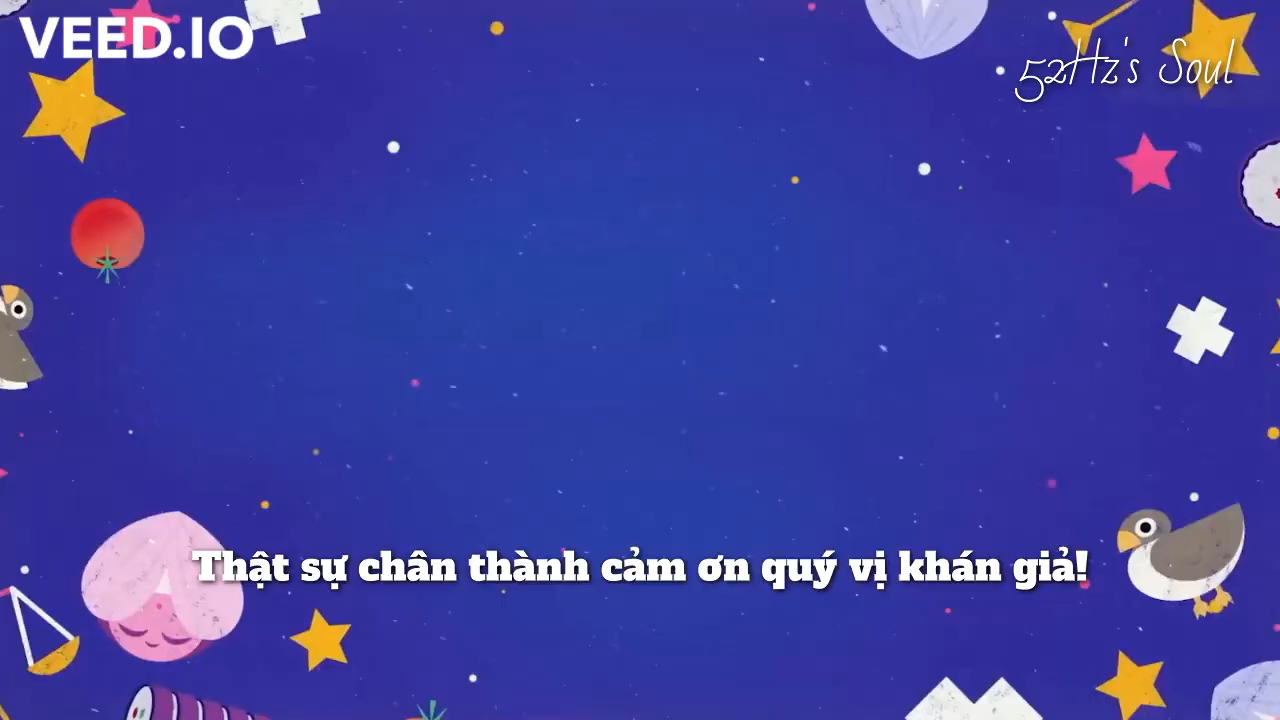 VEED.IO
52Hz's Soul
Thật sự chân thành cảm ơn quý vị khán giả!